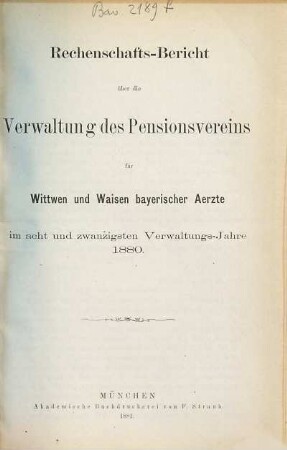 Bav 2189 f
Rechenschafts-Bericht
über die
Verwaltung des Pensionsvereins
für
Wittwen und Waisen bayerischer Aerzte
im acht und zwanzigsten Verwaltungs-Jahre
1880.
MÜNCHEN
Akademische Buchdruckerei von F. Straub.
1881.